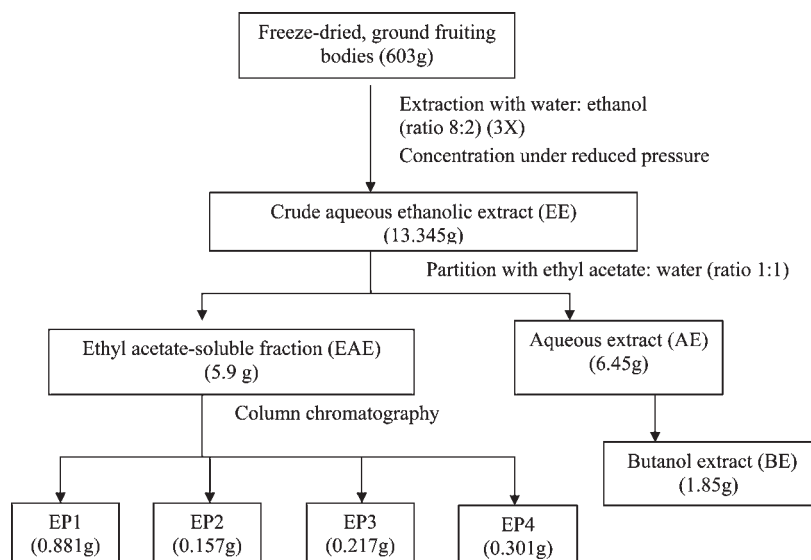 Freeze-dried, ground fruiting
bodies (603g)
Extraction with water: ethanol
(ratio 8:2) (3X)
Concentration under reduced pressure
Crude aqueous ethanolic extract (EE)
(13.345g)
Partition with ethyl acetate: water (ratio 1:1)
Ethyl acetate-soluble fraction (EAE)
(5.9 g)
Aqueous extract (AE)
(6.45g)
Column chromatography
Butanol extract (BE)
(1.85g)
EP1
(0.881g)
EP2
(0.157g)
EP3
(0.217g)
EP4
(0.301g)